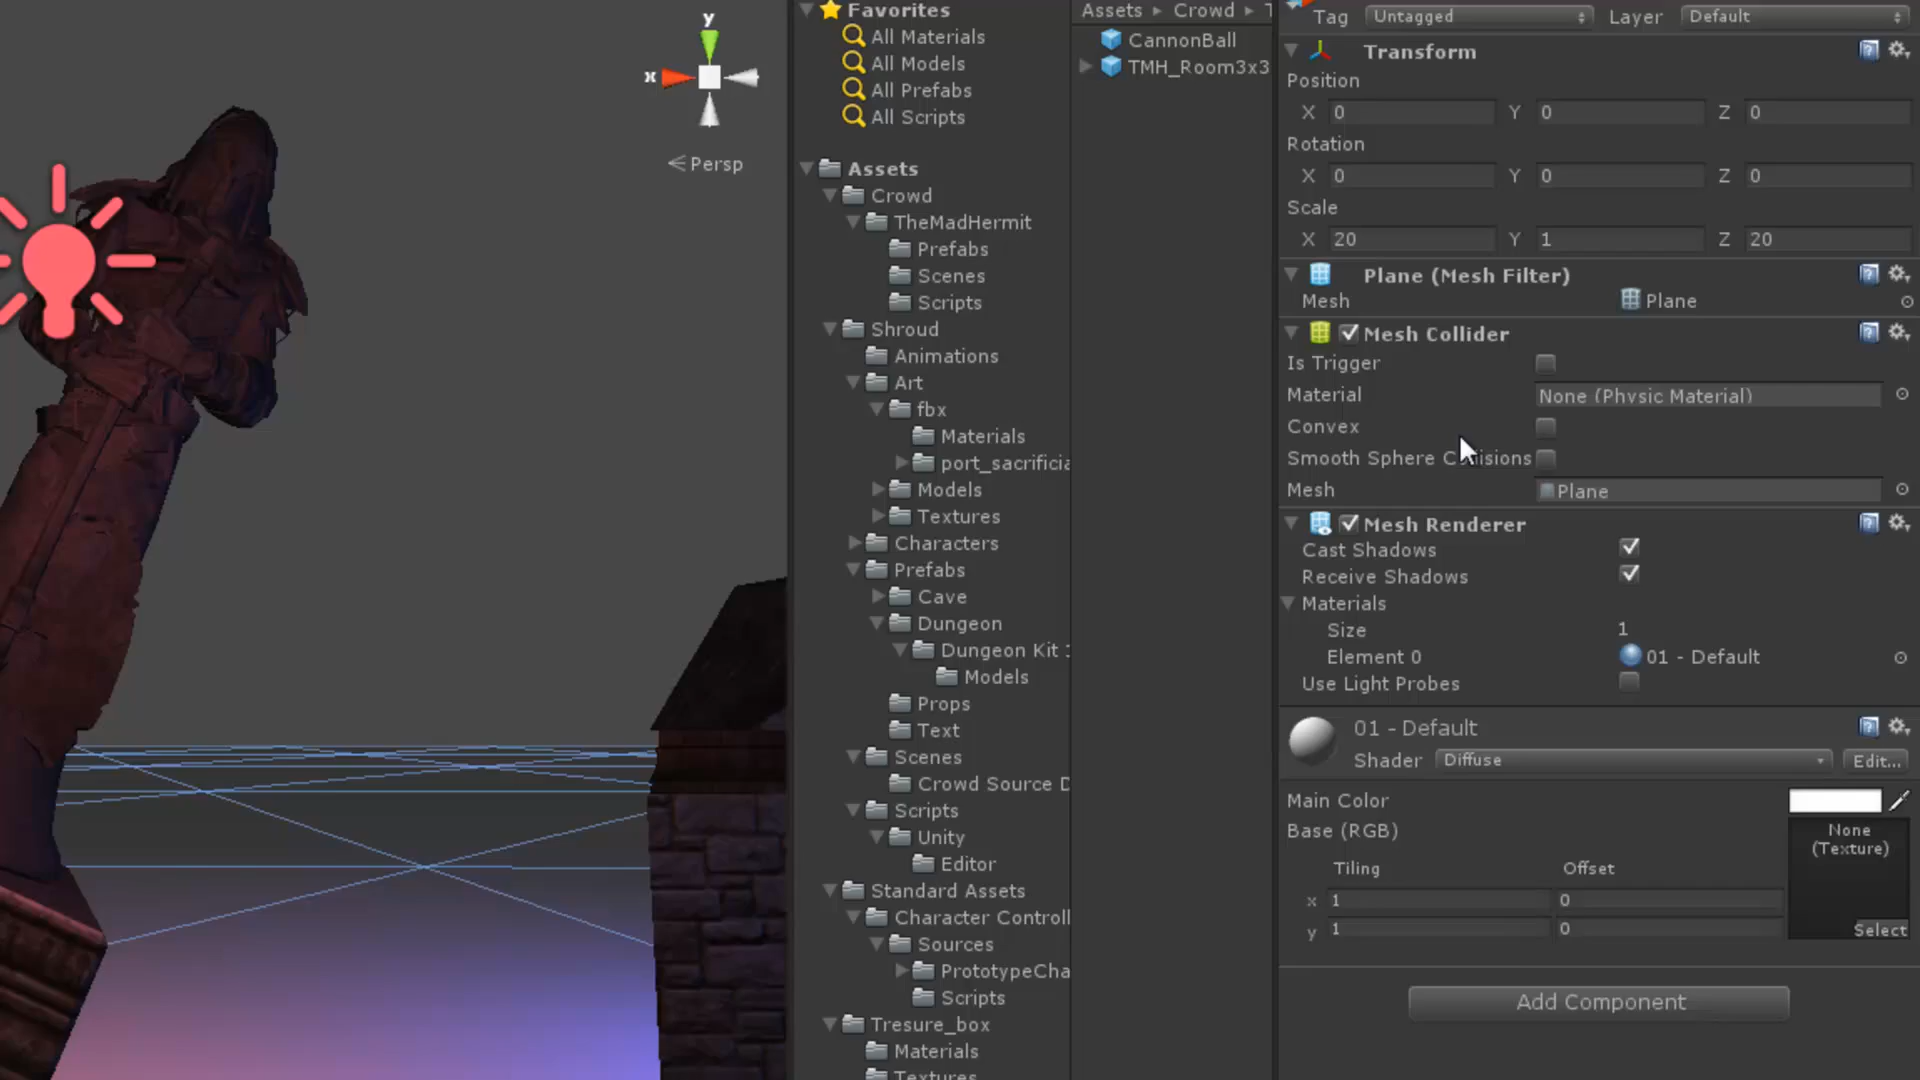 y
x
Persp
Favorites
All Materials
All Models
All Prefabs
All Scripts
Assets
Crowd
TheMadHermit
Prefabs
Scenes
Scripts
Shroud
Animations
Art
fbx
Materials
port_sacrificia
Models
Textures
Characters
Prefabs
Cave
Dungeon
Dungeon Kit
Models
Props
Text
Scenes
Crowd Source D
Scripts
Unity
Editor
Standard Assets
Character Controll
Sources
PrototypeCha
Scripts
Tresure_box
Materials
Textures
Assets ▸ Crowd ▸ T
CannonBall
TMH_Room3x3
Tag Untagged Layer Default
Transform
Position
X 0 Y 0 Z 0
Rotation
X 0 Y 0 Z 0
Scale
X 20 Y 1 Z 20
Plane (Mesh Filter)
Mesh Plane
Mesh Collider
Is Trigger
Material None (Physic Material)
Convex
Smooth Sphere Collisions
Mesh Plane
Mesh Renderer
Cast Shadows
Receive Shadows
Materials
Size 1
Element 0 01 - Default
Use Light Probes
01 - Default
Shader Diffuse Edit...
Main Color
Base (RGB)
None
(Texture)
Tiling Offset
x 1 0
y 1 0
Select
Add Component